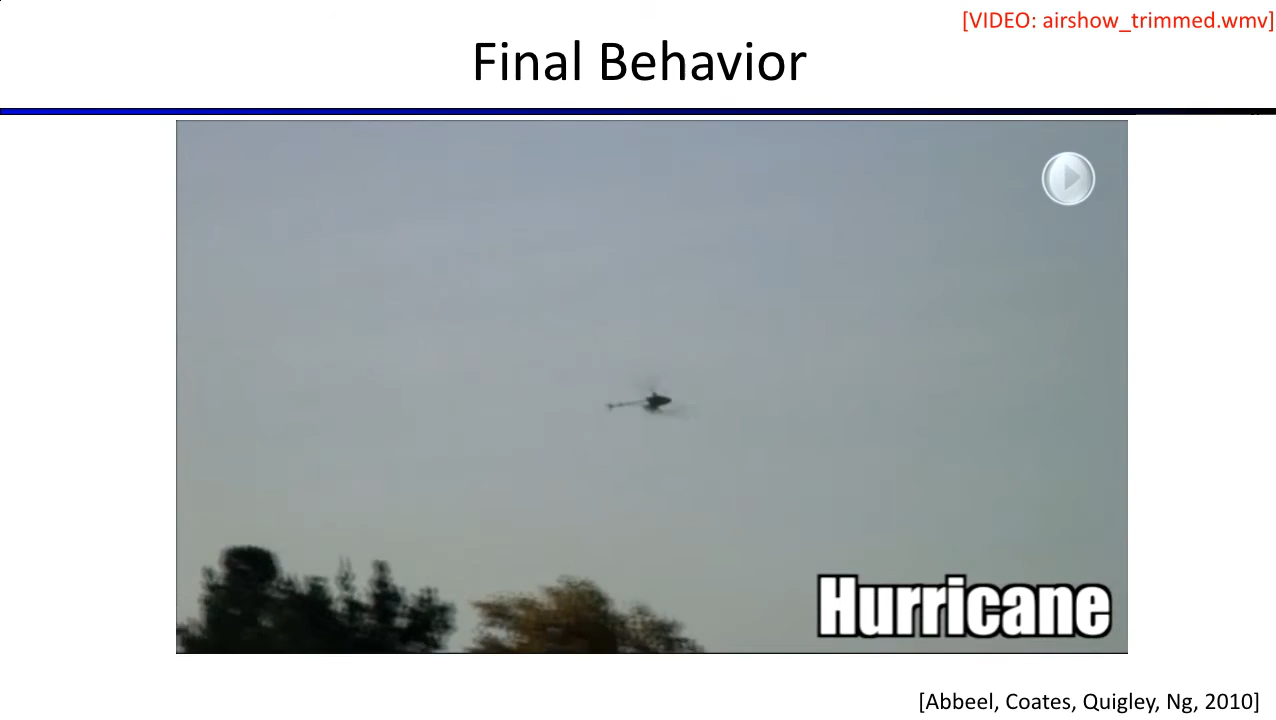 [VIDEO: airshow_trimmed.wmv]
Final Behavior
Hurricane
[Abbeel, Coates, Quigley, Ng, 2010]